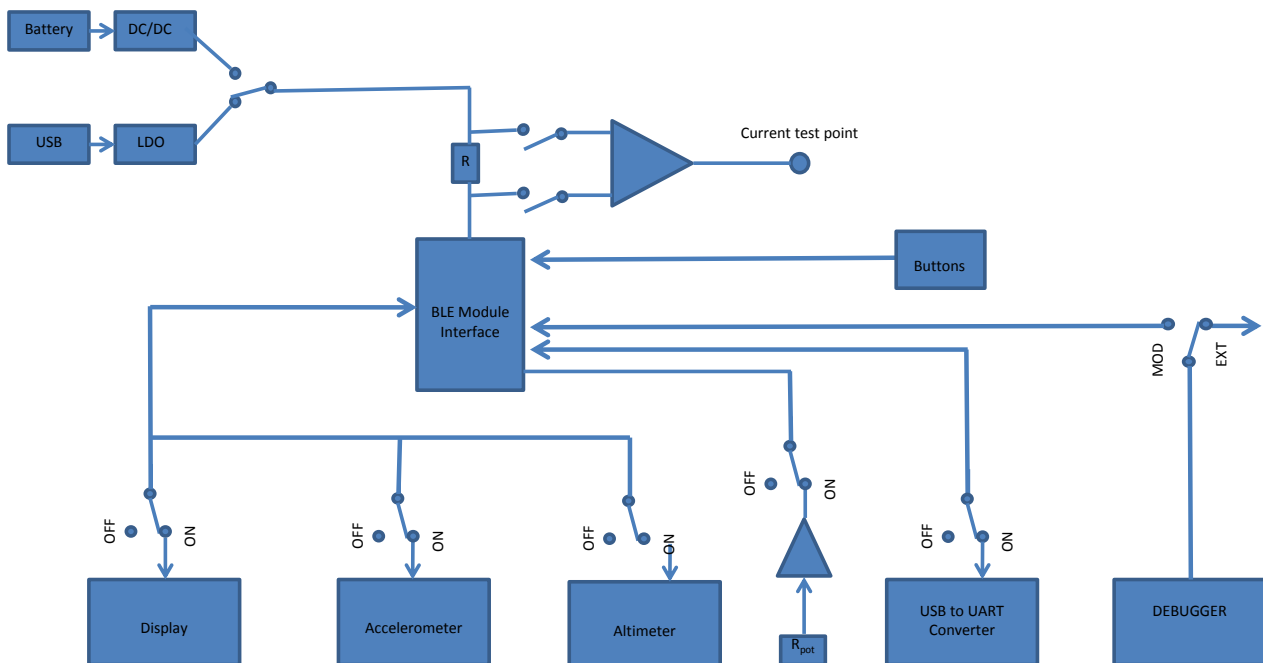 Battery
DC/DC
USB
LDO
R
Current test point
Buttons
BLE Module
Interface
MOD
EXT
OFF
ON
OFF
ON
OFF
ON
OFF
ON
OFF
ON
Display
Accelerometer
Altimeter
Rpot
USB to UART
Converter
DEBUGGER